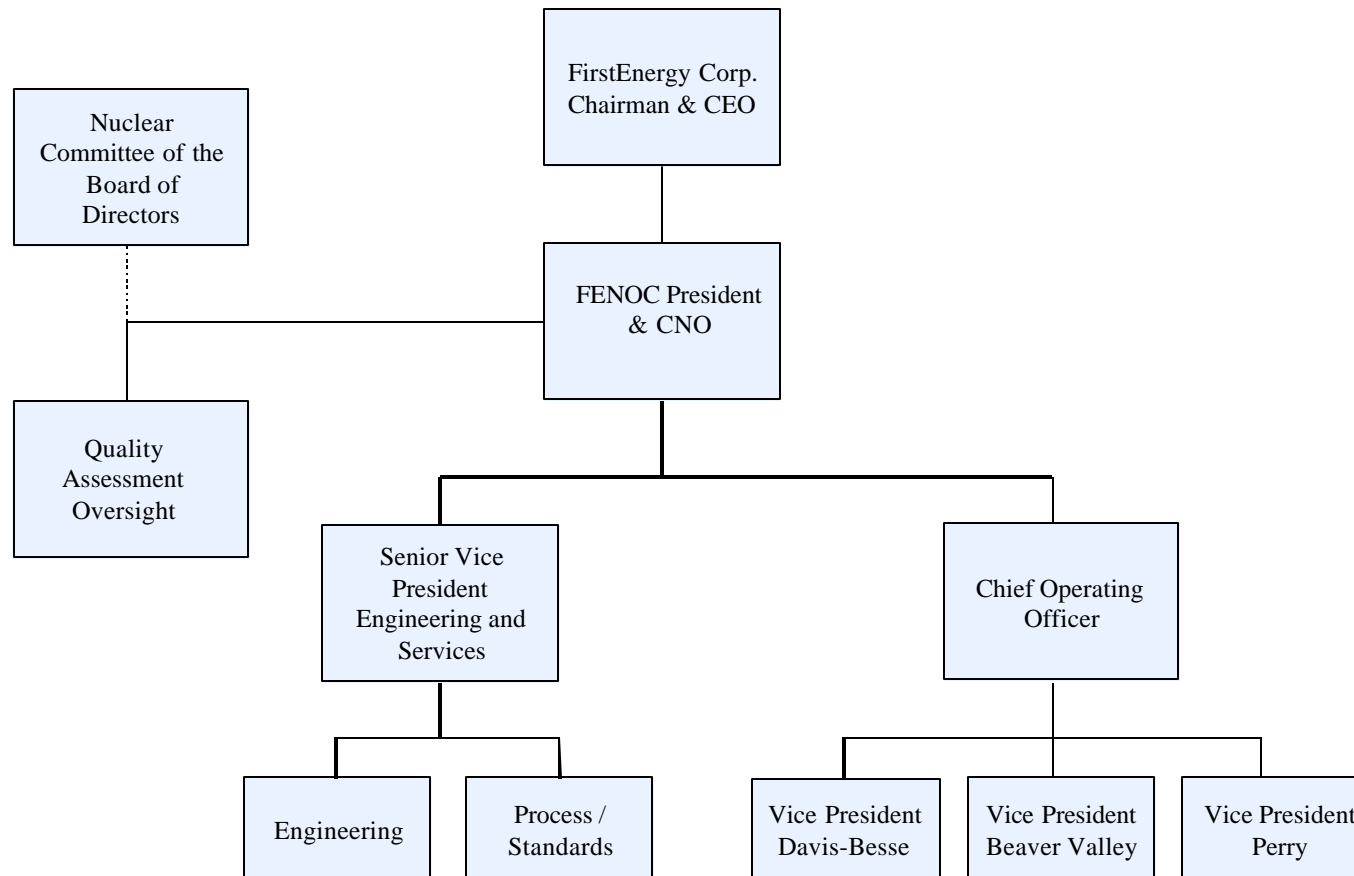 FirstEnergy Corp.
Chairman & CEO
Nuclear
Committee of the
Board of
Directors
FENOC President
& CNO
Quality
Assessment
Oversight
Senior Vice
President
Engineering and
Services
Chief Operating
Officer
Engineering
Process /
Standards
Vice President
Davis-Besse
Vice President
Beaver Valley
Vice President
Perry